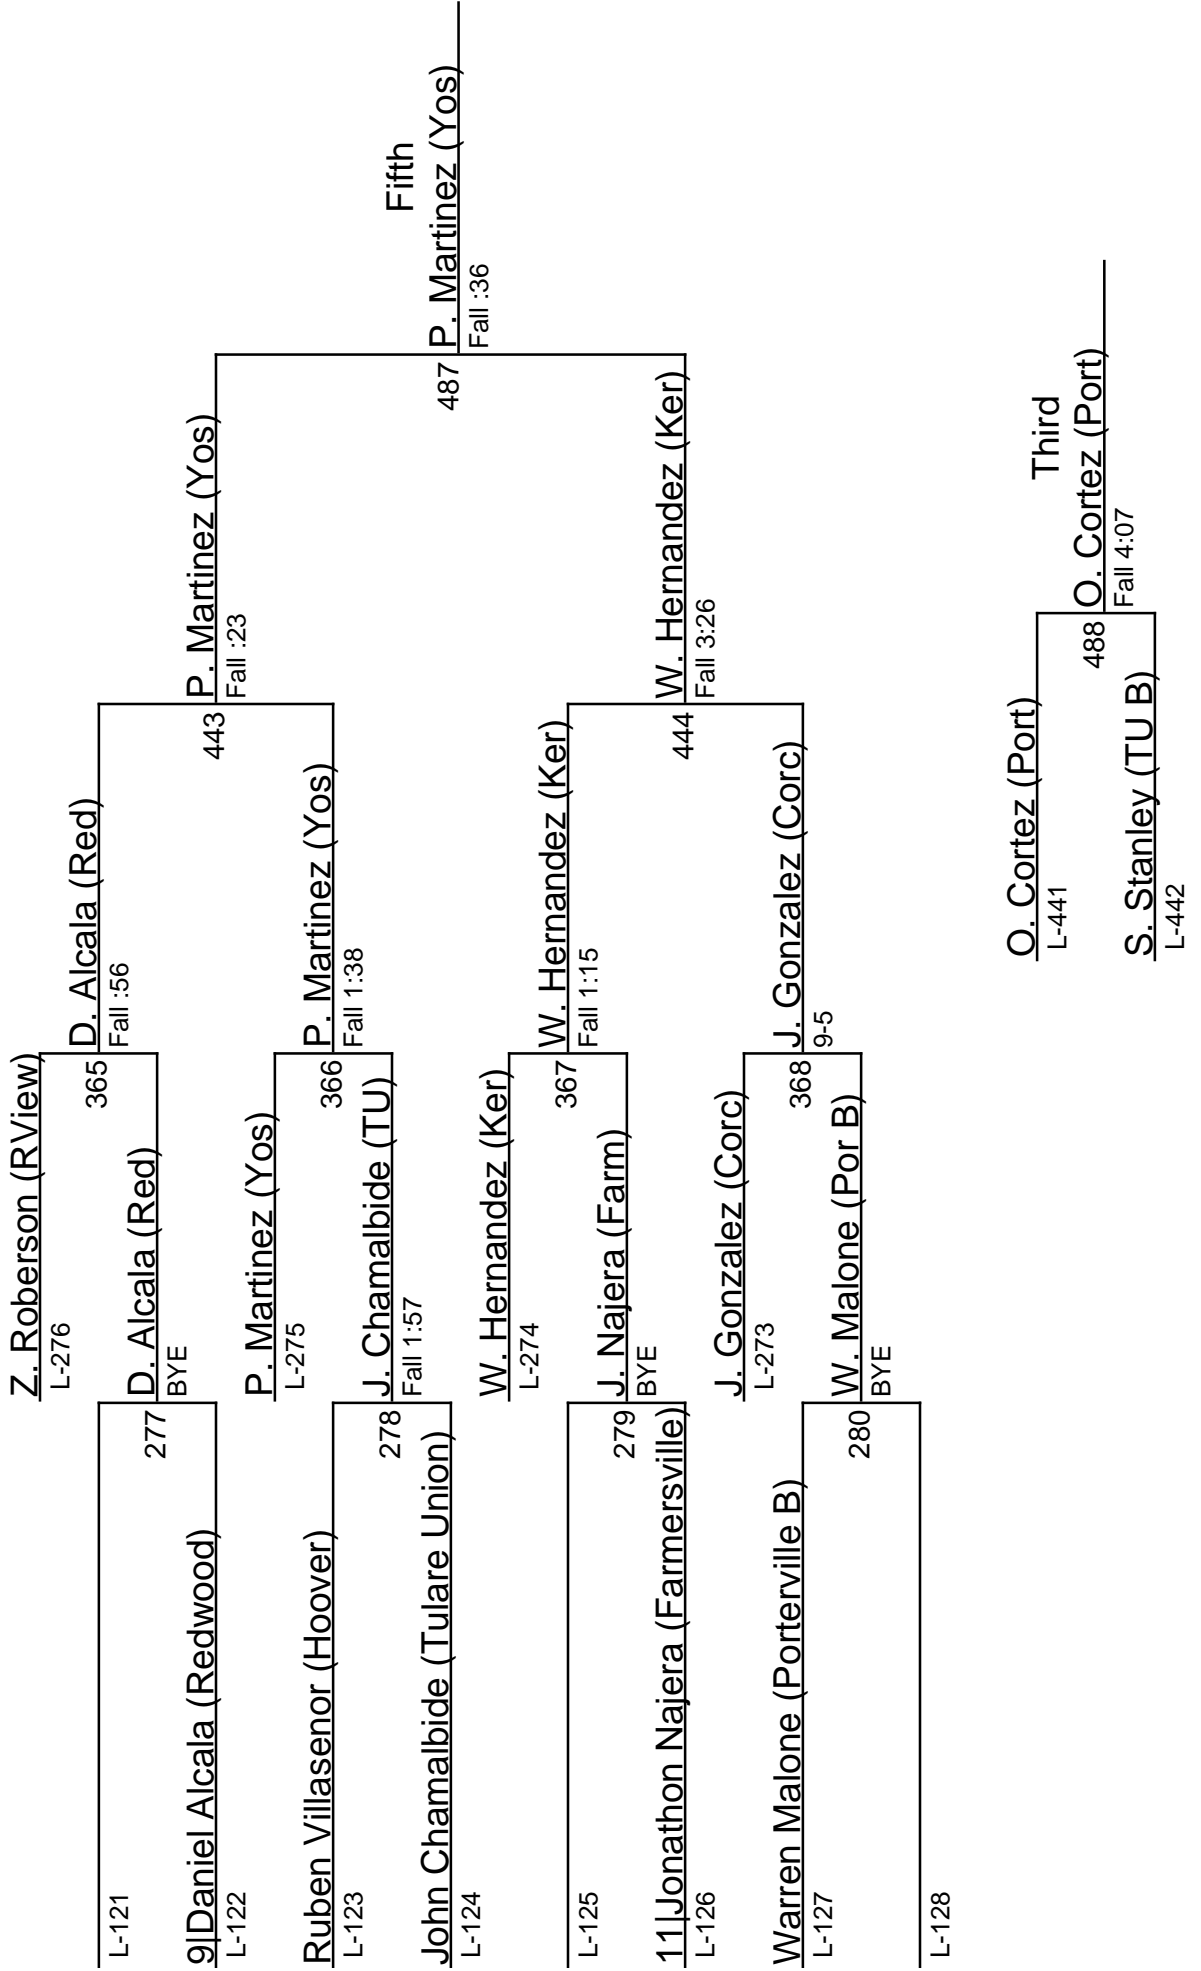 L-121
9|Daniel Alcala (Redwood)
L-122
Ruben Villasenor (Hoover)
L-123
John Chamalbide (Tulare Union)
L-124
L-125
11|Jonathon Najera (Farmersville)
L-126
Warren Malone (Porterville B)
L-127
L-128
277
278
279
280
Z. Roberson (RView)
L-276
D. Alcala (Red)
BYE
P. Martinez (Yos)
L-275
J. Chamalbide (TU)
Fall 1:57
W. Hernandez (Ker)
L-274
J. Najera (Farm)
BYE
J. Gonzalez (Corc)
L-273
W. Malone (Por B)
BYE
365
366
367
368
D. Alcala (Red)
Fall :56
P. Martinez (Yos)
Fall 1:38
W. Hernandez (Ker)
Fall 1:15
J. Gonzalez (Corc)
9-5
443
444
P. Martinez (Yos)
Fall :23
W. Hernandez (Ker)
Fall 3:26
487
Fifth
P. Martinez (Yos)
Fall :36
O. Cortez (Port)
L-441
S. Stanley (TU B)
L-442
488
Third
O. Cortez (Port)
Fall 4:07